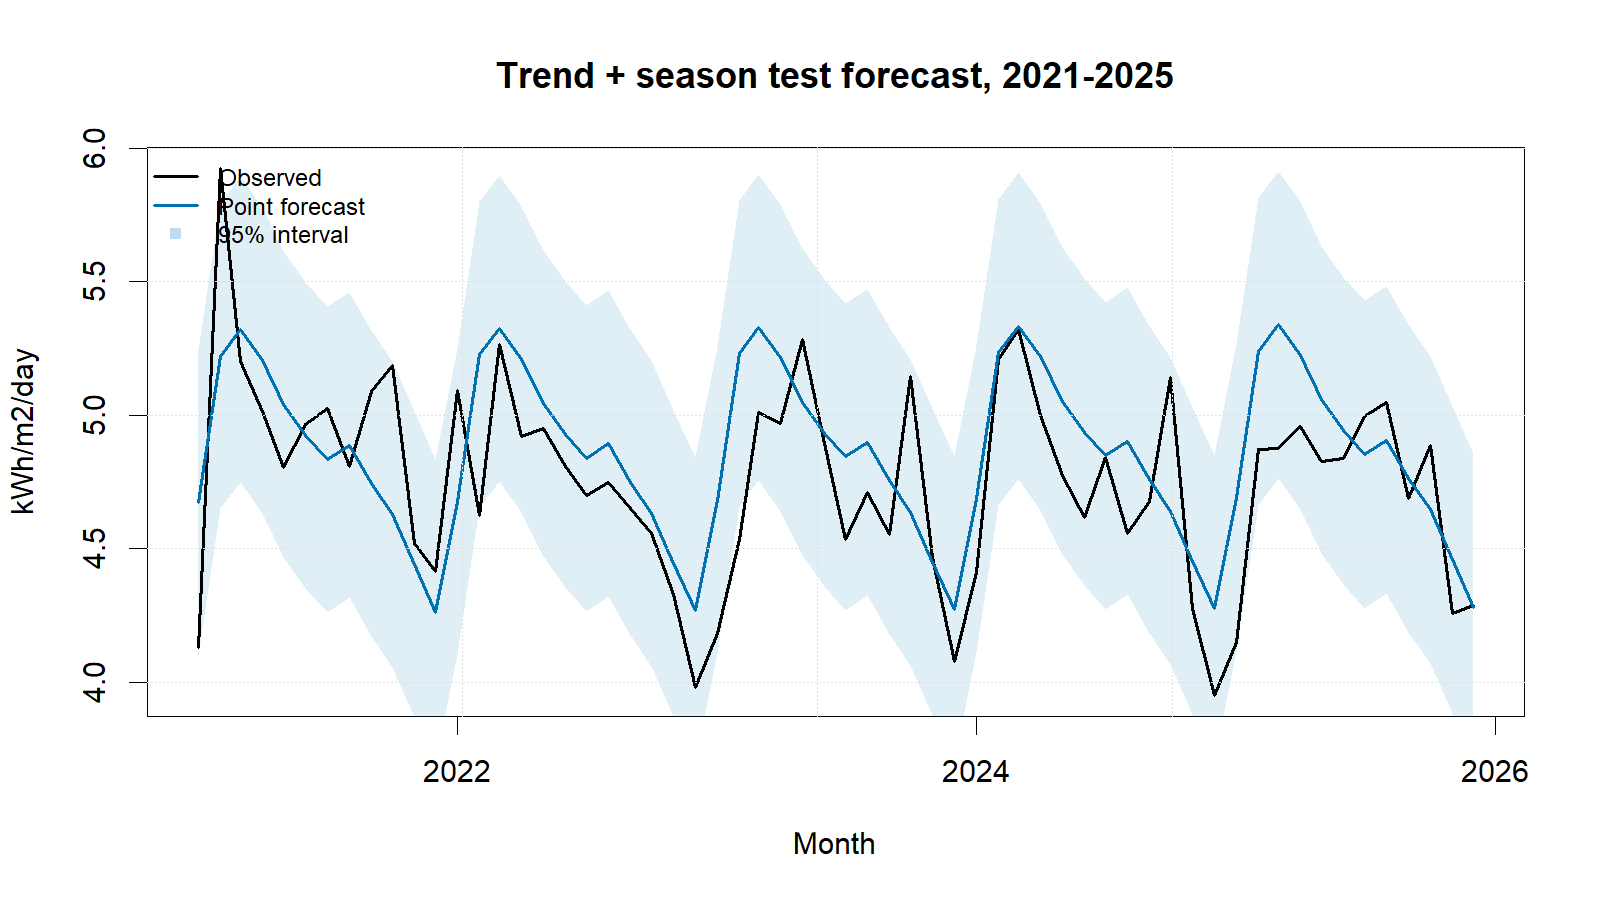 Trend + season test forecast, 2021-2025
6.0
5.5
5.0
4.5
4.0
kWh/m2/day
Observed
Point forecast
95% interval
2022
2024
2026
Month